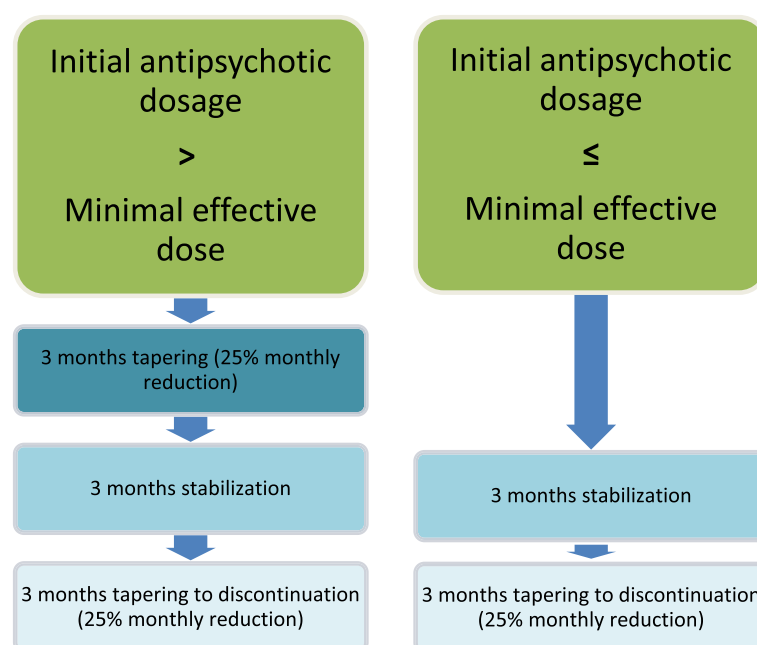 Initial antipsychotic
dosage
>
Minimal effective
dose
3 months tapering (25% monthly
reduction)
3 months stabilization
3 months tapering to discontinuation
(25% monthly reduction)
Initial antipsychotic
dosage
≤
Minimal effective
dose
3 months stabilization
3 months tapering to discontinuation
(25% monthly reduction)